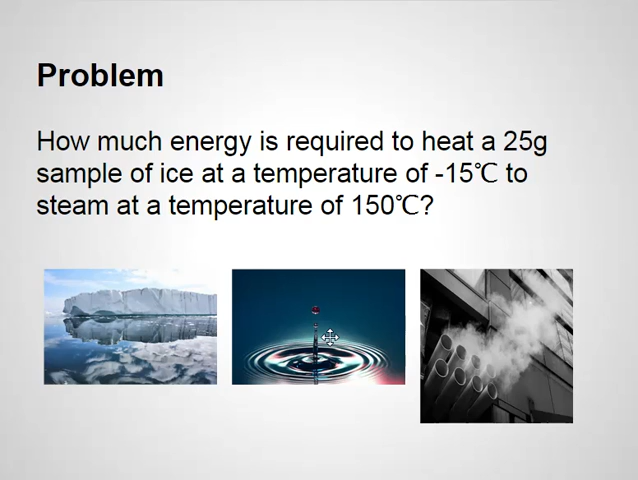 Problem
How much energy is required to heat a 25g
sample of ice at a temperature of -15℃ to
steam at a temperature of 150℃?